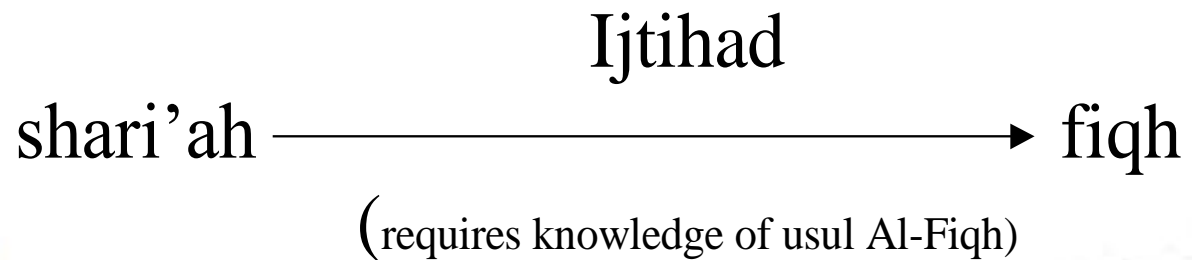 Ijtihad
shari’ah fiqh
(requires knowledge of usul Al-Fiqh)